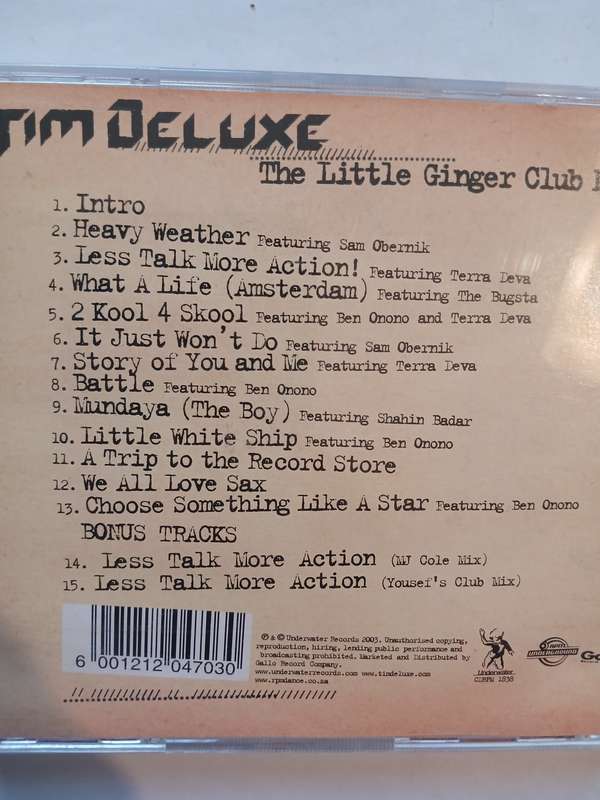 TIM DELUXE
The Little Ginger Club
1. Intro
2. Heavy Weather Featuring Sam Obernik
3. Less Talk More Action! Featuring Terra Deva
4. What A Life (Amsterdam) Featuring The Bugsta
5. 2 Kool 4 Skool Featuring Ben Onono and Terra Deva
6. It Just Won't Do Featuring Sam Obernik
7. Story of You and Me Featuring Terra Deva
8. Battle Featuring Ben Onono
9. Mundaya (The Boy) Featuring Shahin Badar
10. Little White Ship Featuring Ben Onono
11. A Trip to the Record Store
12. We All Love Sax
13. Choose Something Like A Star Featuring Ben Onono
BONUS TRACKS
14. Less Talk More Action (MJ Cole Mix)
15. Less Talk More Action (Yousef's Club Mix)
6 001212 047030
℗ & © Underwater Records 2003. Unauthorised copying,
reproduction, hiring, lending public performance and
broadcasting prohibited. Marketed and Distributed by
Gallo Record Company.
www.underwaterrecords.com www.timdeluxe.com
www.rpmdance.co.za
Underwater
CDRPM 1838
RPM
UNDERGROUND